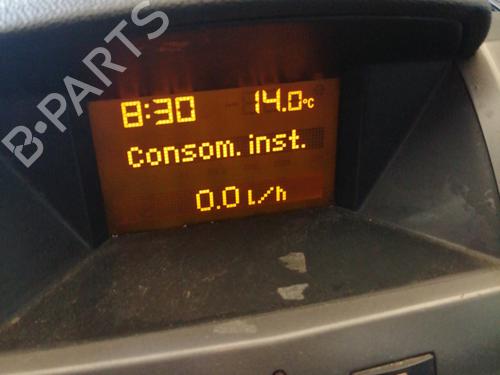 B-PARTS
8:30 14.0°C
Consom. inst.
0.0 L/h